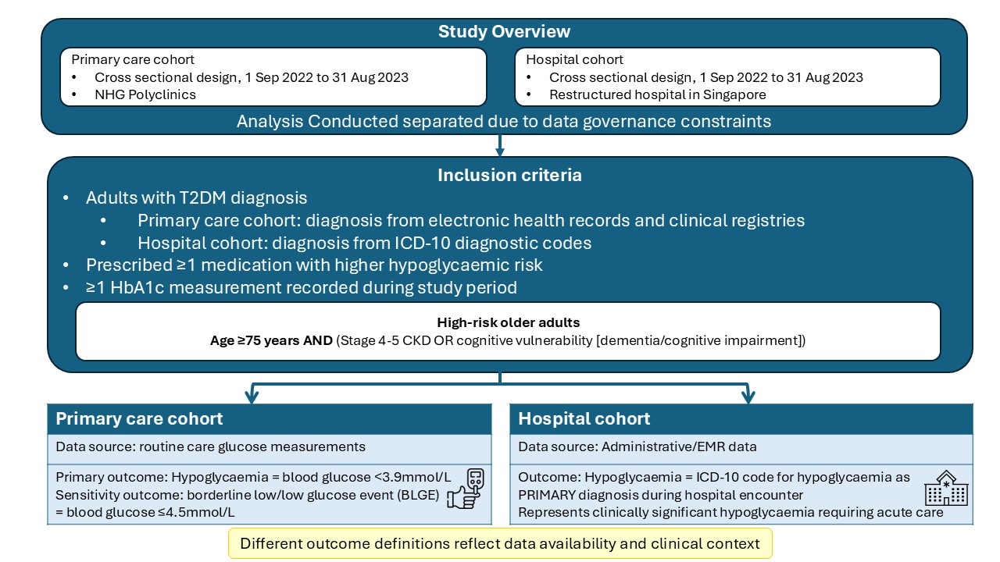 Study Overview
Primary care cohort
• Cross sectional design, 1 Sep 2022 to 31 Aug 2023
• NHG Polyclinics
Hospital cohort
• Cross sectional design, 1 Sep 2022 to 31 Aug 2023
• Restructured hospital in Singapore
Analysis Conducted separated due to data governance constraints
Inclusion criteria
• Adults with T2DM diagnosis
• Primary care cohort: diagnosis from electronic health records and clinical registries
• Hospital cohort: diagnosis from ICD-10 diagnostic codes
• Prescribed ≥1 medication with higher hypoglycaemic risk
• ≥1 HbA1c measurement recorded during study period
High-risk older adults
Age ≥75 years AND (Stage 4-5 CKD OR cognitive vulnerability [dementia/cognitive impairment])
Primary care cohort
Data source: routine care glucose measurements
Primary outcome: Hypoglycaemia = blood glucose <3.9mmol/L
Sensitivity outcome: borderline low/low glucose event (BLGE)
= blood glucose ≤4.5mmol/L
Hospital cohort
Data source: Administrative/EMR data
Outcome: Hypoglycaemia = ICD-10 code for hypoglycaemia as
PRIMARY diagnosis during hospital encounter
Represents clinically significant hypoglycaemia requiring acute care
Different outcome definitions reflect data availability and clinical context